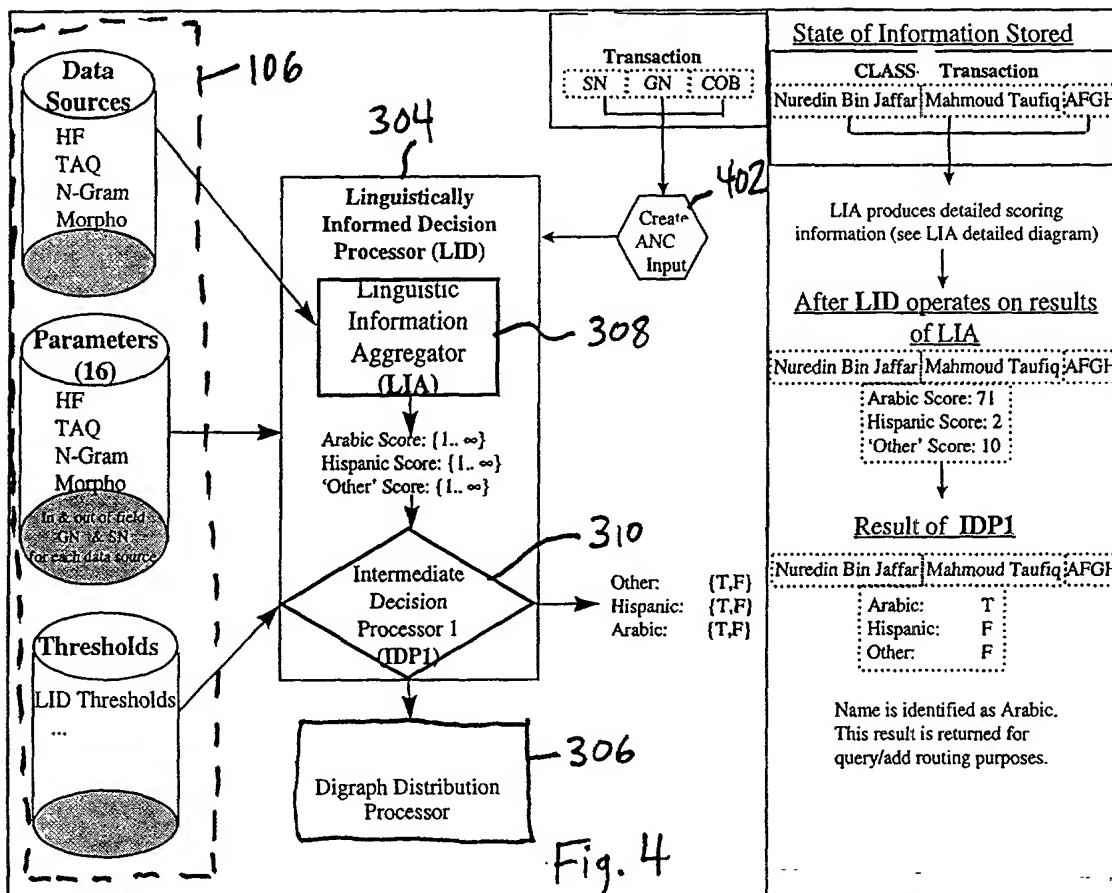 Data
Sources
HF
TAQ
N-Gram
Morpho
106
Parameters
(16)
HF
TAQ
N-Gram
Morpho
In & out of field
GN & SN
for each data source
Thresholds
LID Thresholds
...
304
Linguistically
Informed Decision
Processor (LID)
Linguistic
Information
Aggregator
(LIA)
308
Arabic Score: {1.. ∞}
Hispanic Score: {1.. ∞}
'Other' Score: {1.. ∞}
310
Intermediate
Decision
Processor 1
(IDP1)
Other: {T,F}
Hispanic: {T,F}
Arabic: {T,F}
306
Digraph Distribution
Processor
Fig. 4
Transaction
SN GN COB
402
Create
ANC
Input
State of Information Stored
CLASS Transaction
Nuredin Bin Jaffar Mahmoud Taufiq AFGH
LIA produces detailed scoring
information (see LIA detailed diagram)
After LID operates on results
of LIA
Nuredin Bin Jaffar Mahmoud Taufiq AFGH
Arabic Score: 71
Hispanic Score: 2
'Other' Score: 10
Result of IDP1
Nuredin Bin Jaffar Mahmoud Taufiq AFGH
Arabic: T
Hispanic: F
Other: F
Name is identified as Arabic.
This result is returned for
query/add routing purposes.